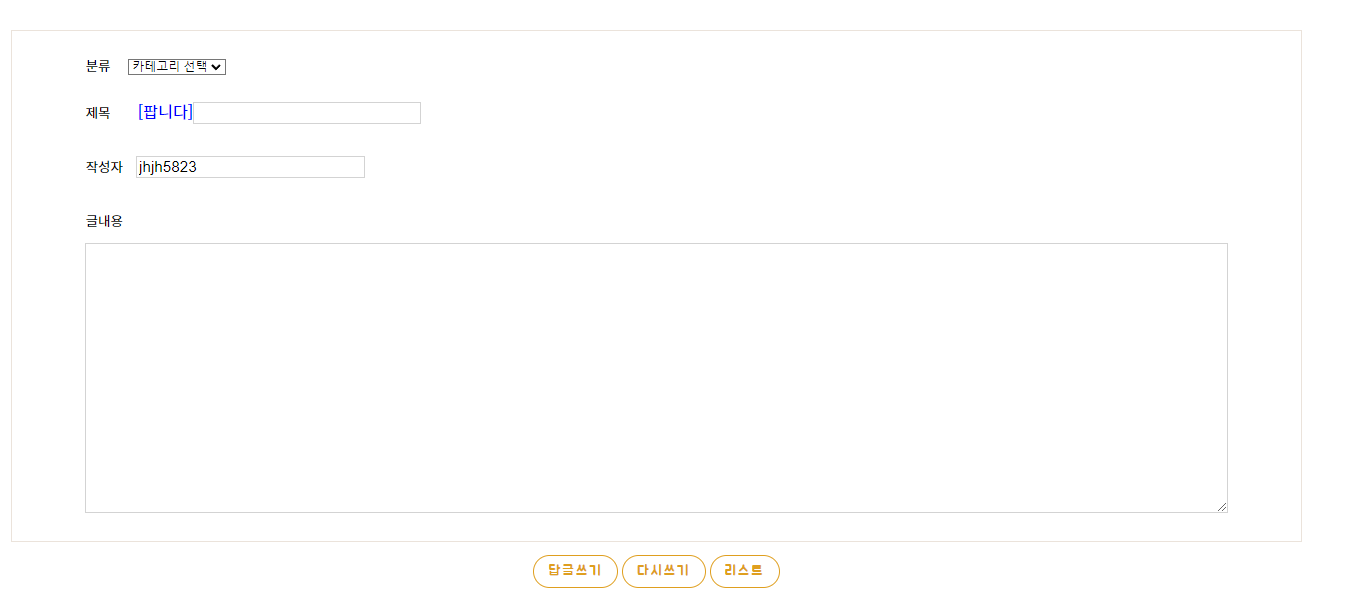 분류 카테고리 선택
제목 [팝니다]
작성자 jhjh5823
글내용
답글쓰기 다시쓰기 리스트